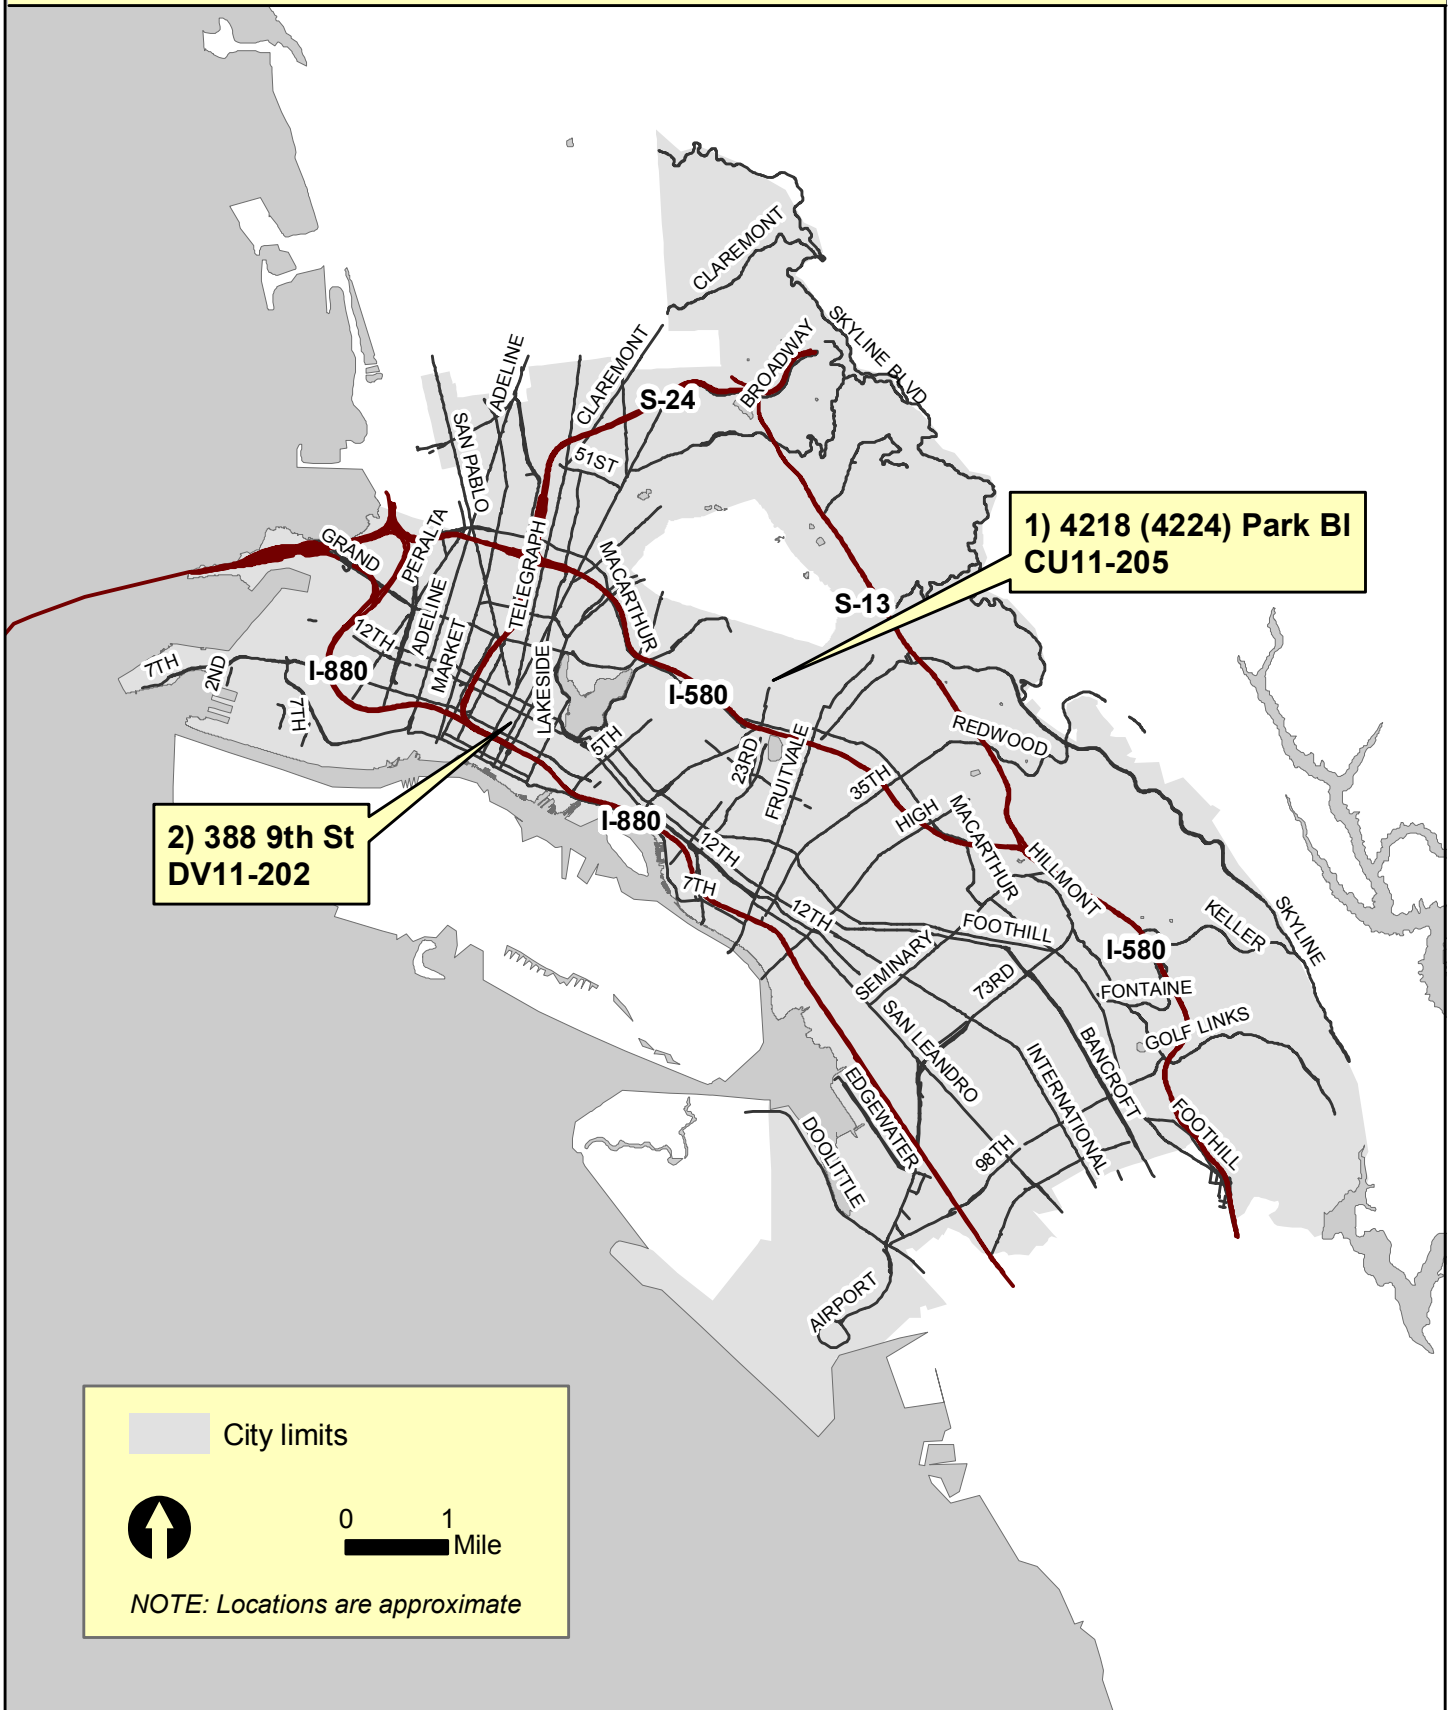 CLAREMONT
SKYLINE BLVD
BROADWAY
ADELINE
CLAREMONT
S-24
SAN PABLO
51ST
1) 4218 (4224) Park Bl
CU11-205
GRAND
PERALTA
TELEGRAPH
MACARTHUR
S-13
ADELINE
12TH
MARKET
LAKESIDE
7TH
2ND
I-880
7TH
I-580
5TH
23RD
FRUITVALE
REDWOOD
35TH
HIGH
MACARTHUR
2) 388 9th St
DV11-202
I-880
12TH
7TH
HILLMONT
12TH
FOOTHILL
KELLER
SKYLINE
SEMINARY
I-580
73RD
FONTAINE
SAN LEANDRO
GOLF LINKS
BANCROFT
INTERNATIONAL
EDGEWATER
DOOLITTLE
98TH
FOOTHILL
AIRPORT
City limits
0 1
Mile
NOTE: Locations are approximate